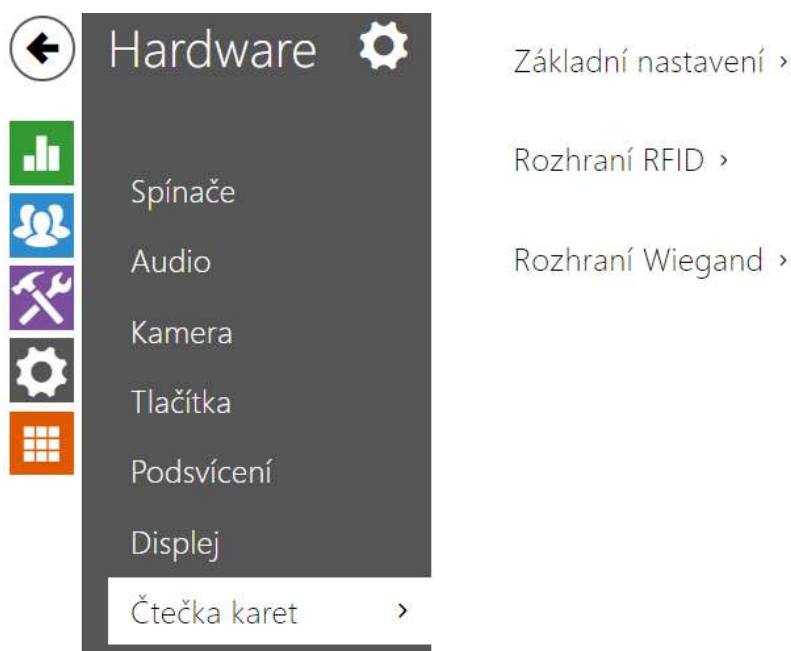 Hardware
Spínače
Audio
Kamera
Tlačítka
Podsvícení
Displej
Čtečka karet
Základní nastavení
Rozhraní RFID
Rozhraní Wiegand